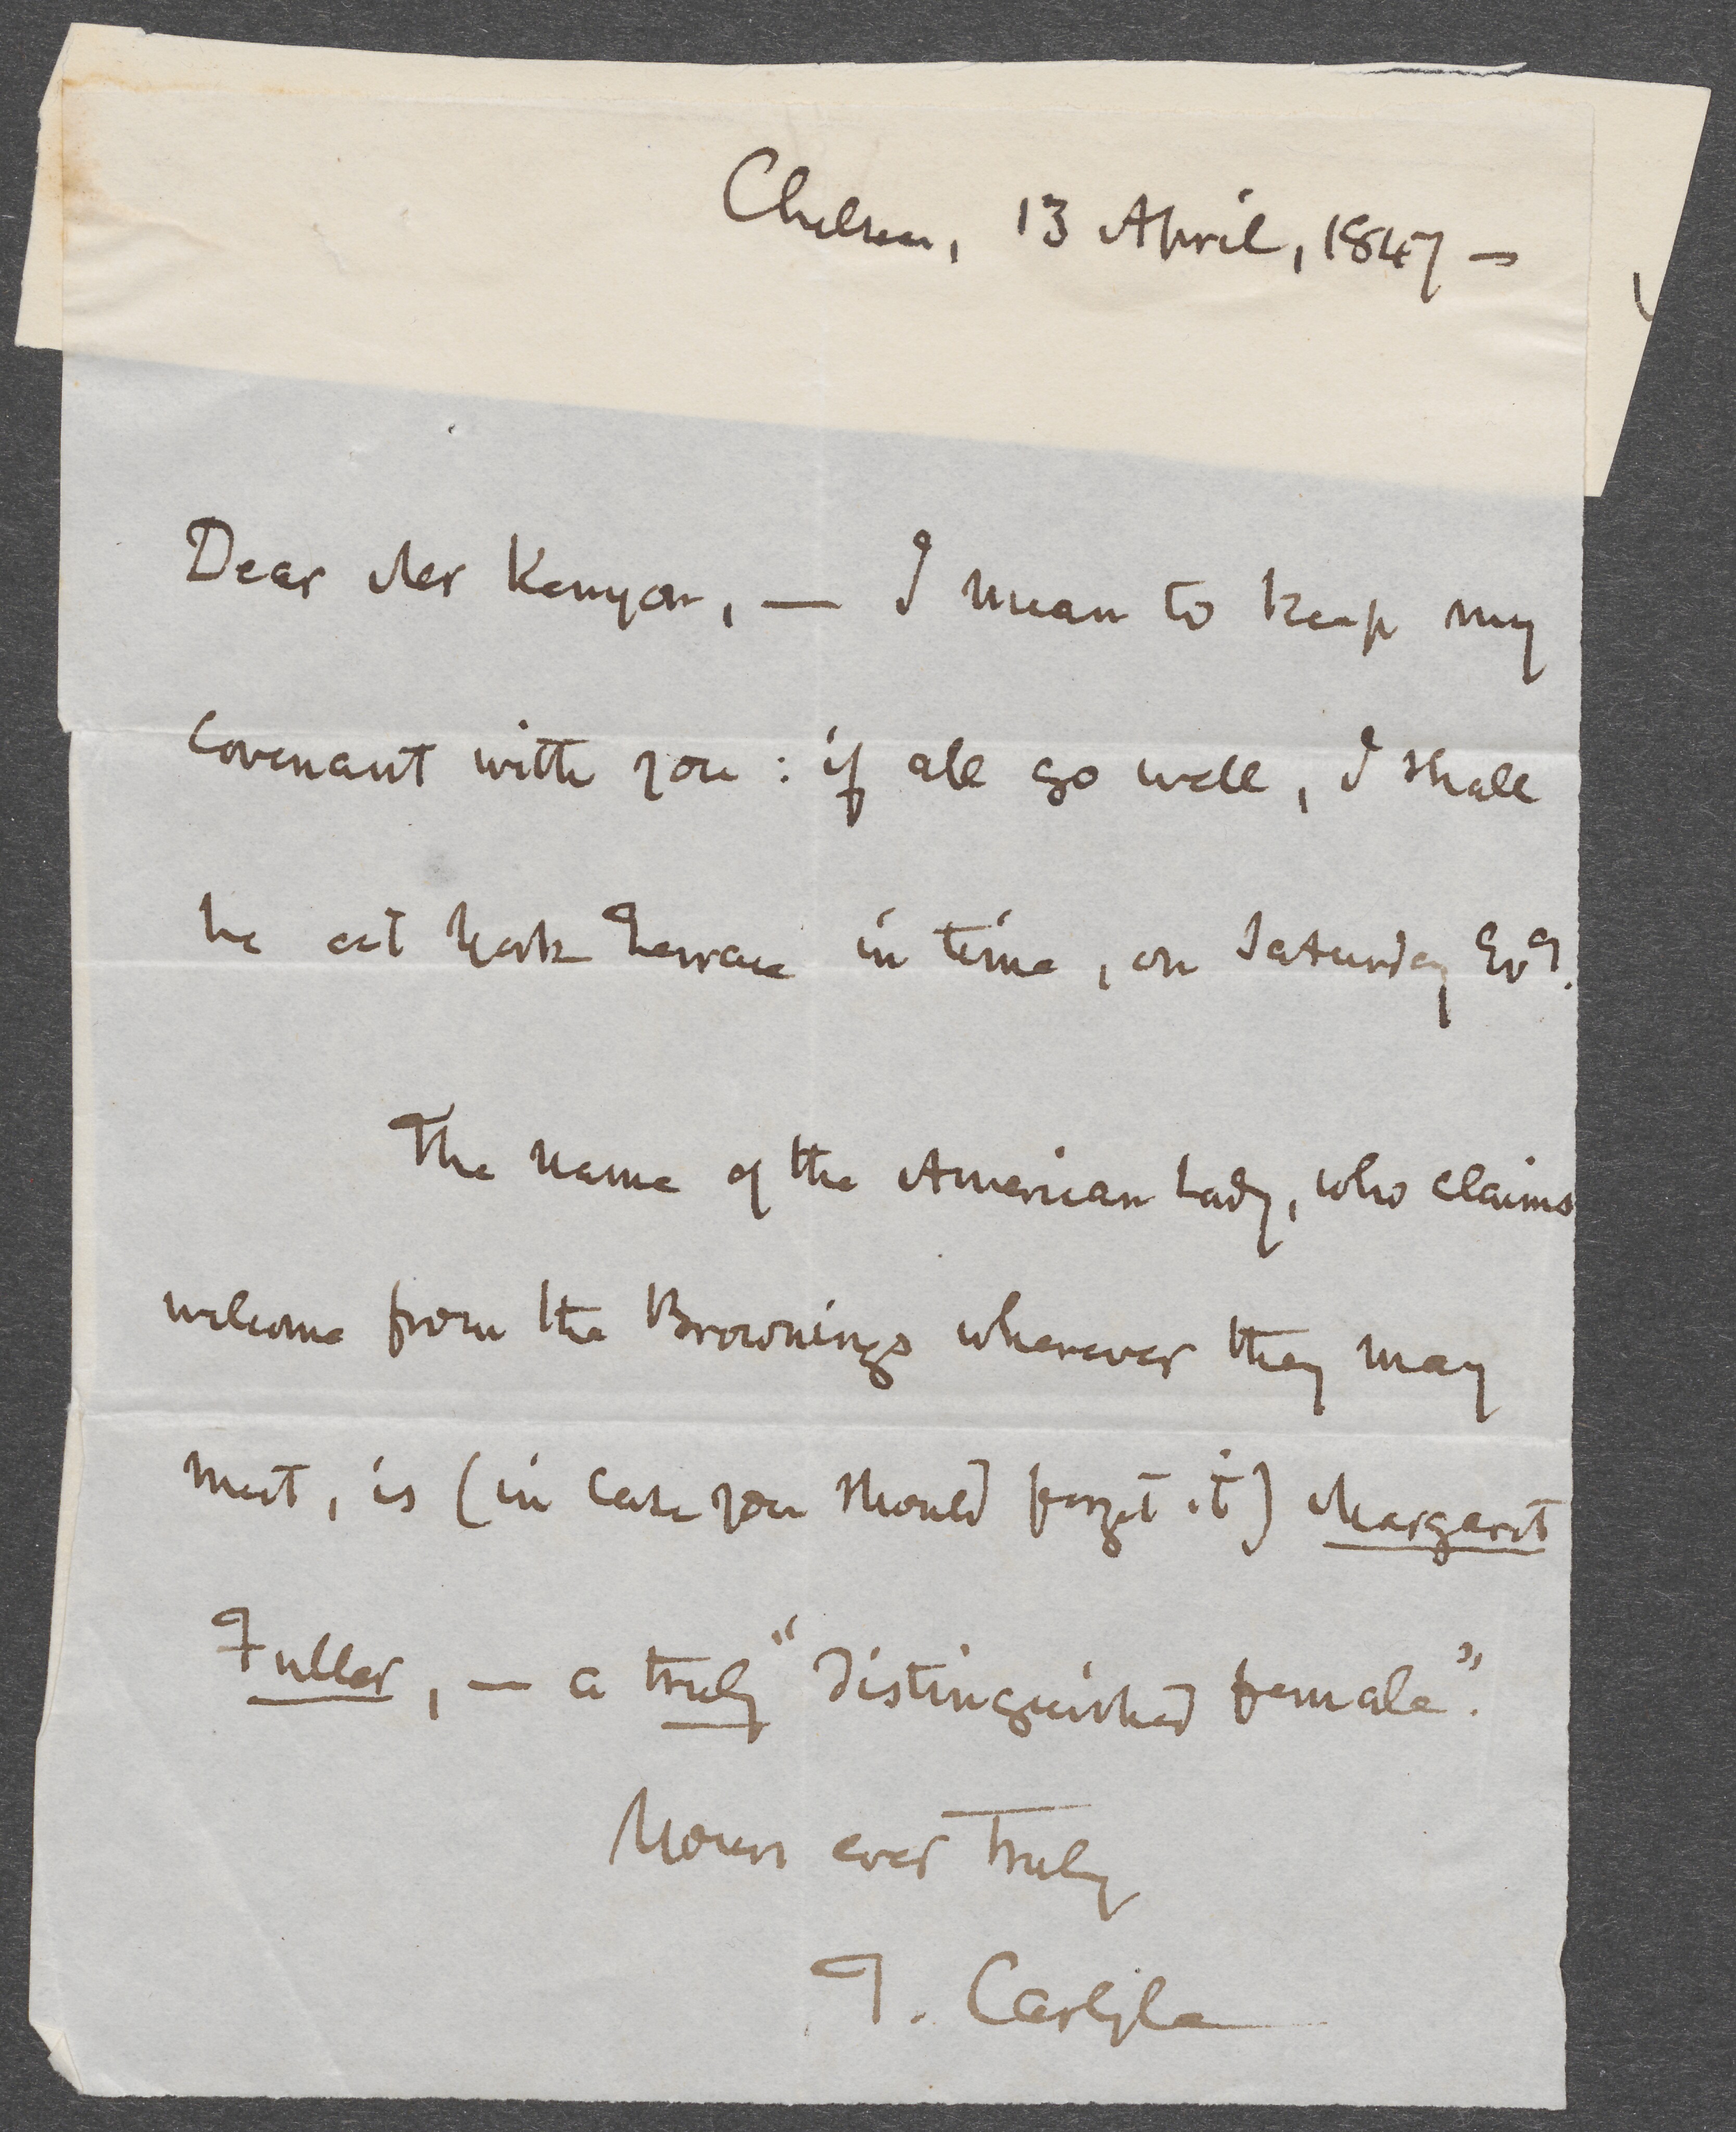 Chelsea, 13 April, 1847 —
Dear Mr Kenyon, — I mean to keep my
covenant with you: if all go well, I shall
be at York Terrace in time, on Saturday Evg.
The name of the American Lady, who claims
welcome from the Brownings wherever they may
meet, is (in case you should forget it) Margaret
Fuller, — a truly "distinguished female".
Yours ever truly
T. Carlyle